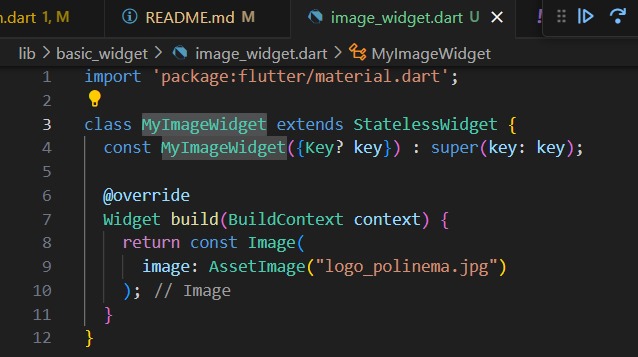 n.dart 1, M README.md M image_widget.dart U
lib > basic_widget > image_widget.dart > MyImageWidget
1 import 'package:flutter/material.dart';
2
3 class MyImageWidget extends StatelessWidget {
4 const MyImageWidget({Key? key}) : super(key: key);
5
6 @override
7 Widget build(BuildContext context) {
8 return const Image(
9 image: AssetImage("logo_polinema.jpg")
10 ); // Image
11 }
12 }